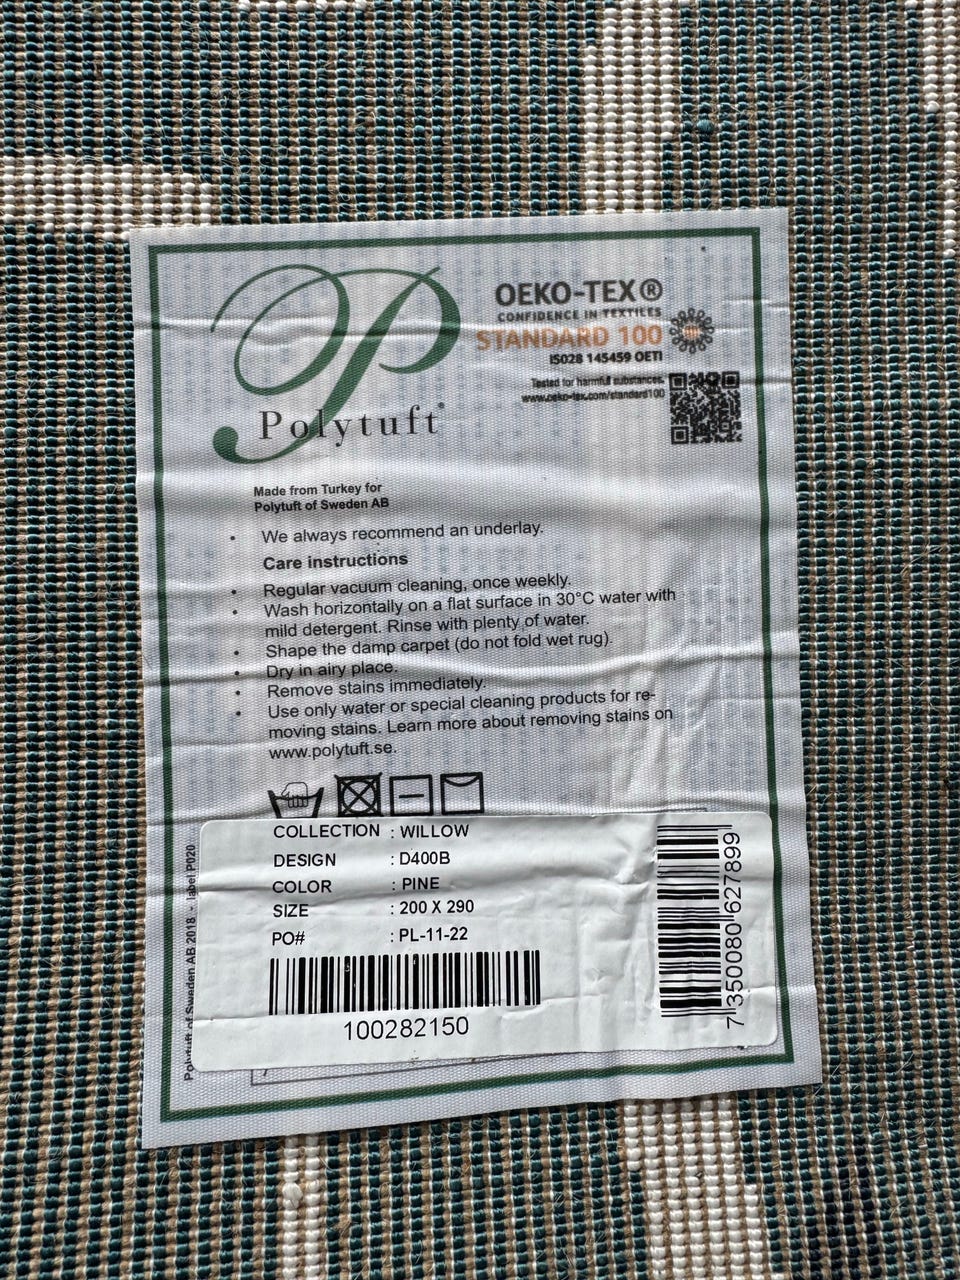 OEKO-TEX®
CONFIDENCE IN TEXTILES
STANDARD 100
IS028 145459 OETI
Tested for harmful substances.
www.oeko-tex.com/standard100
P
Polytuft®
Made from Turkey for
Polytuft of Sweden AB
• We always recommend an underlay.
Care instructions
• Regular vacuum cleaning, once weekly.
• Wash horizontally on a flat surface in 30°C water with
mild detergent. Rinse with plenty of water.
• Shape the damp carpet (do not fold wet rug).
• Dry in airy place.
• Remove stains immediately.
• Use only water or special cleaning products for re-
moving stains. Learn more about removing stains on
www.polytuft.se.
COLLECTION : WILLOW
DESIGN : D400B
COLOR : PINE
SIZE : 200 X 290
PO# : PL-11-22
100282150
7 350080 627899
Polytuft of Sweden AB 2018 - label P020